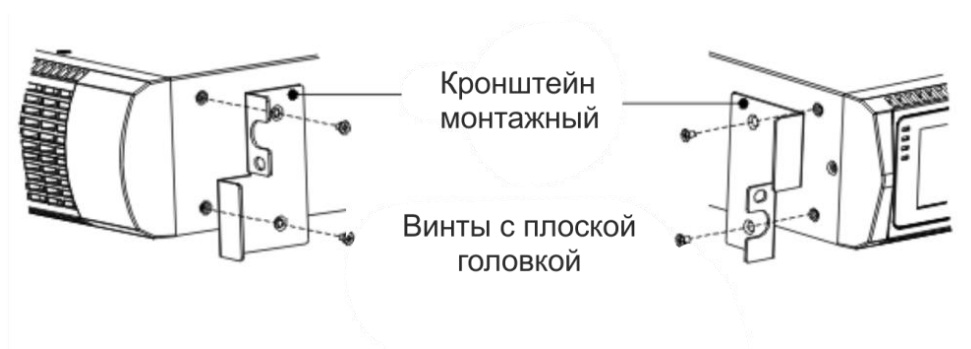 Кронштейн
монтажный
Винты с плоской
головкой